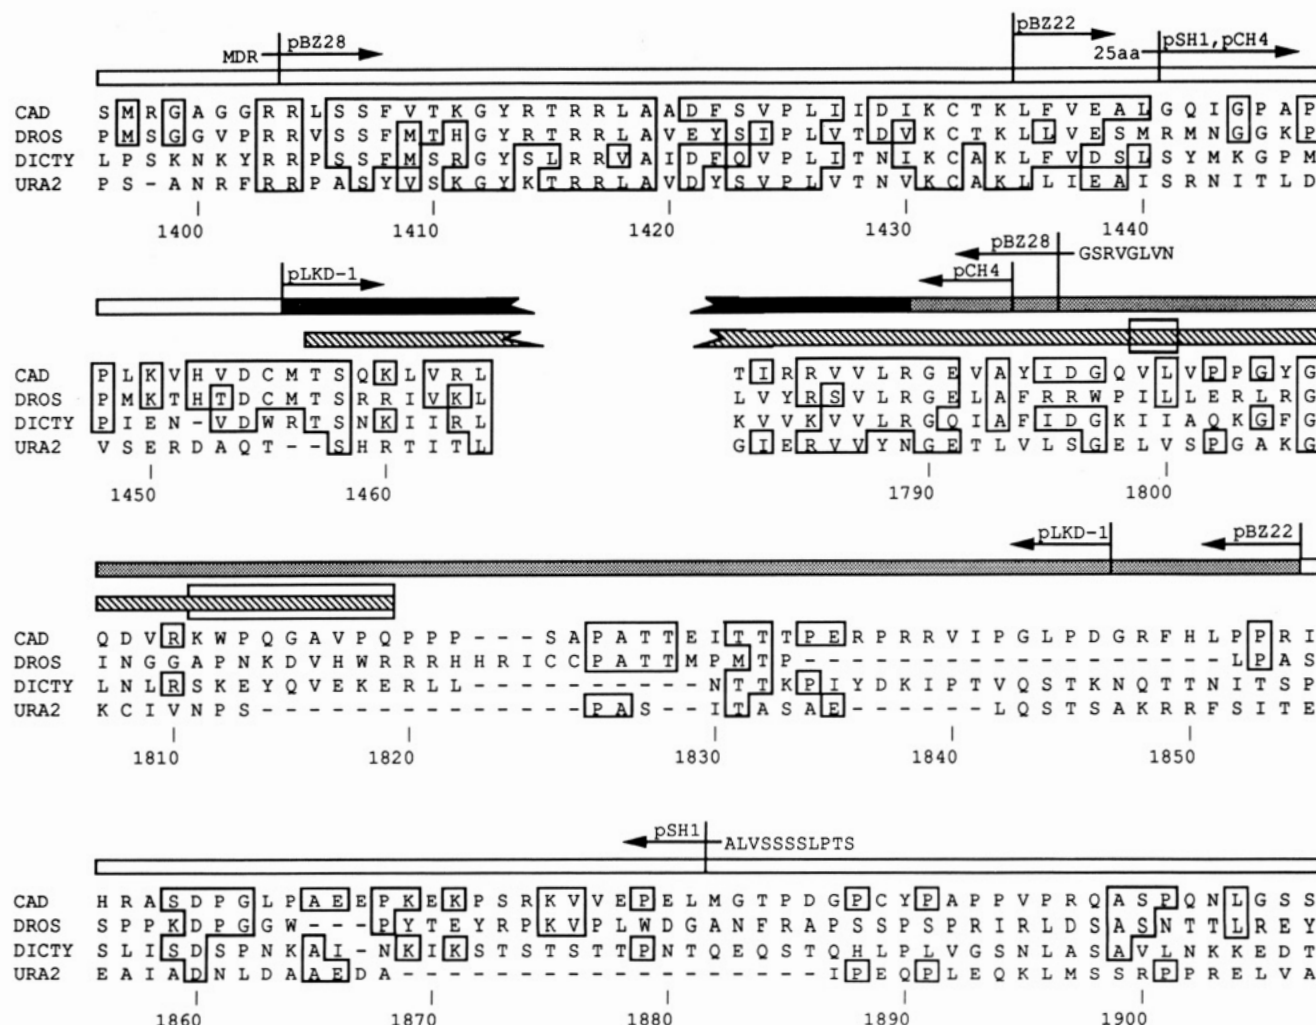 MDR pBZ28 pBZ22 25aa pSH1,pCH4
CAD S M R G A G G R R L S S F V T K G Y R T R R L A A D F S V P L I I D I K C T K L F V E A L G Q I G P A P
DROS P M S G G V P R R V S S F M T H G Y R T R R L A V E Y S I P L V T D V K C T K L L V E S M R M N G G K P
DICTY L P S K N K Y R R P S S F M S R G Y S L R R V A I D F Q V P L I T N I K C A K L F V D S L S Y M K G P M
URA2 P S - A N R F R R P A S Y V S K G Y K T R R L A V D Y S V P L V T N V K C A K L L I E A I S R N I T L D
1400 1410 1420 1430 1440
pLKD-1 pCH4 pBZ28 GSRVGLVN
CAD P L K V H V D C M T S Q K L V R L T I R R V V L R G E V A Y I D G Q V L V P P G Y G
DROS P M K T H T D C M T S R R I V K L L V Y R S V L R G E L A F R R W P I L L E R L R G
DICTY P I E N - V D W R T S N K I I R L K V V K V V L R G Q I A F I D G K I I A Q K G F G
URA2 V S E R D A Q T - - S H R T I T L G I E R V V Y N G E T L V L S G E L V S P G A K G
1450 1460 1790 1800
pLKD-1 pBZ22
CAD Q D V R K W P Q G A V P Q P P P - - - S A P A T T E I T T T P E R P R R V I P G L P D G R F H L P P R I
DROS I N G G A P N K D V H W R R R H H R I C C P A T T M P M T P - - - - - - - - - - - - - - - - - - L P A S
DICTY L N L R S K E Y Q V E K E R L L - - - - - - - - - - N T T K P I Y D K I P T V Q S T K N Q T T N I T S P
URA2 K C I V N P S - - - - - - - - - - - - - - P A S - - I T A S A E - - - - - - L Q S T S A K R R F S I T E
1810 1820 1830 1840 1850
pSH1 ALVSSSSLPTS
CAD H R A S D P G L P A E E P K E K P S R K V V E P E L M G T P D G P C Y P A P P V P R Q A S P Q N L G S S
DROS S P P K D P G G W - - - P Y T E Y R P K V P L W D G A N F R A P S S P S P R I R L D S A S N T T L R E Y
DICTY S L I S D S P N K A I - N K I K S T S T S T T P N T Q E Q S T Q H L P L V G S N L A S A V L N K K E D T
URA2 E A I A D N L D A A E D A - - - - - - - - - - - - - - - - - - I P E Q P L E Q K L M S S R P P R E L V A
1860 1870 1880 1890 1900